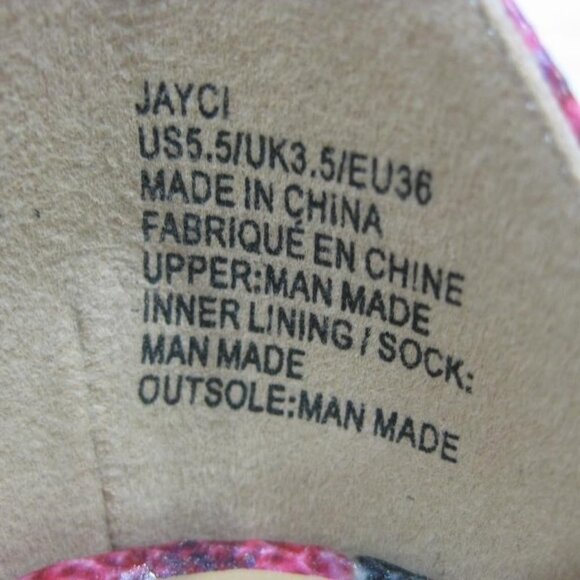 JAYCI
US5.5/UK3.5/EU36
MADE IN CHINA
FABRIQUÉ EN CHINE
UPPER:MAN MADE
INNER LINING / SOCK:
MAN MADE
OUTSOLE:MAN MADE